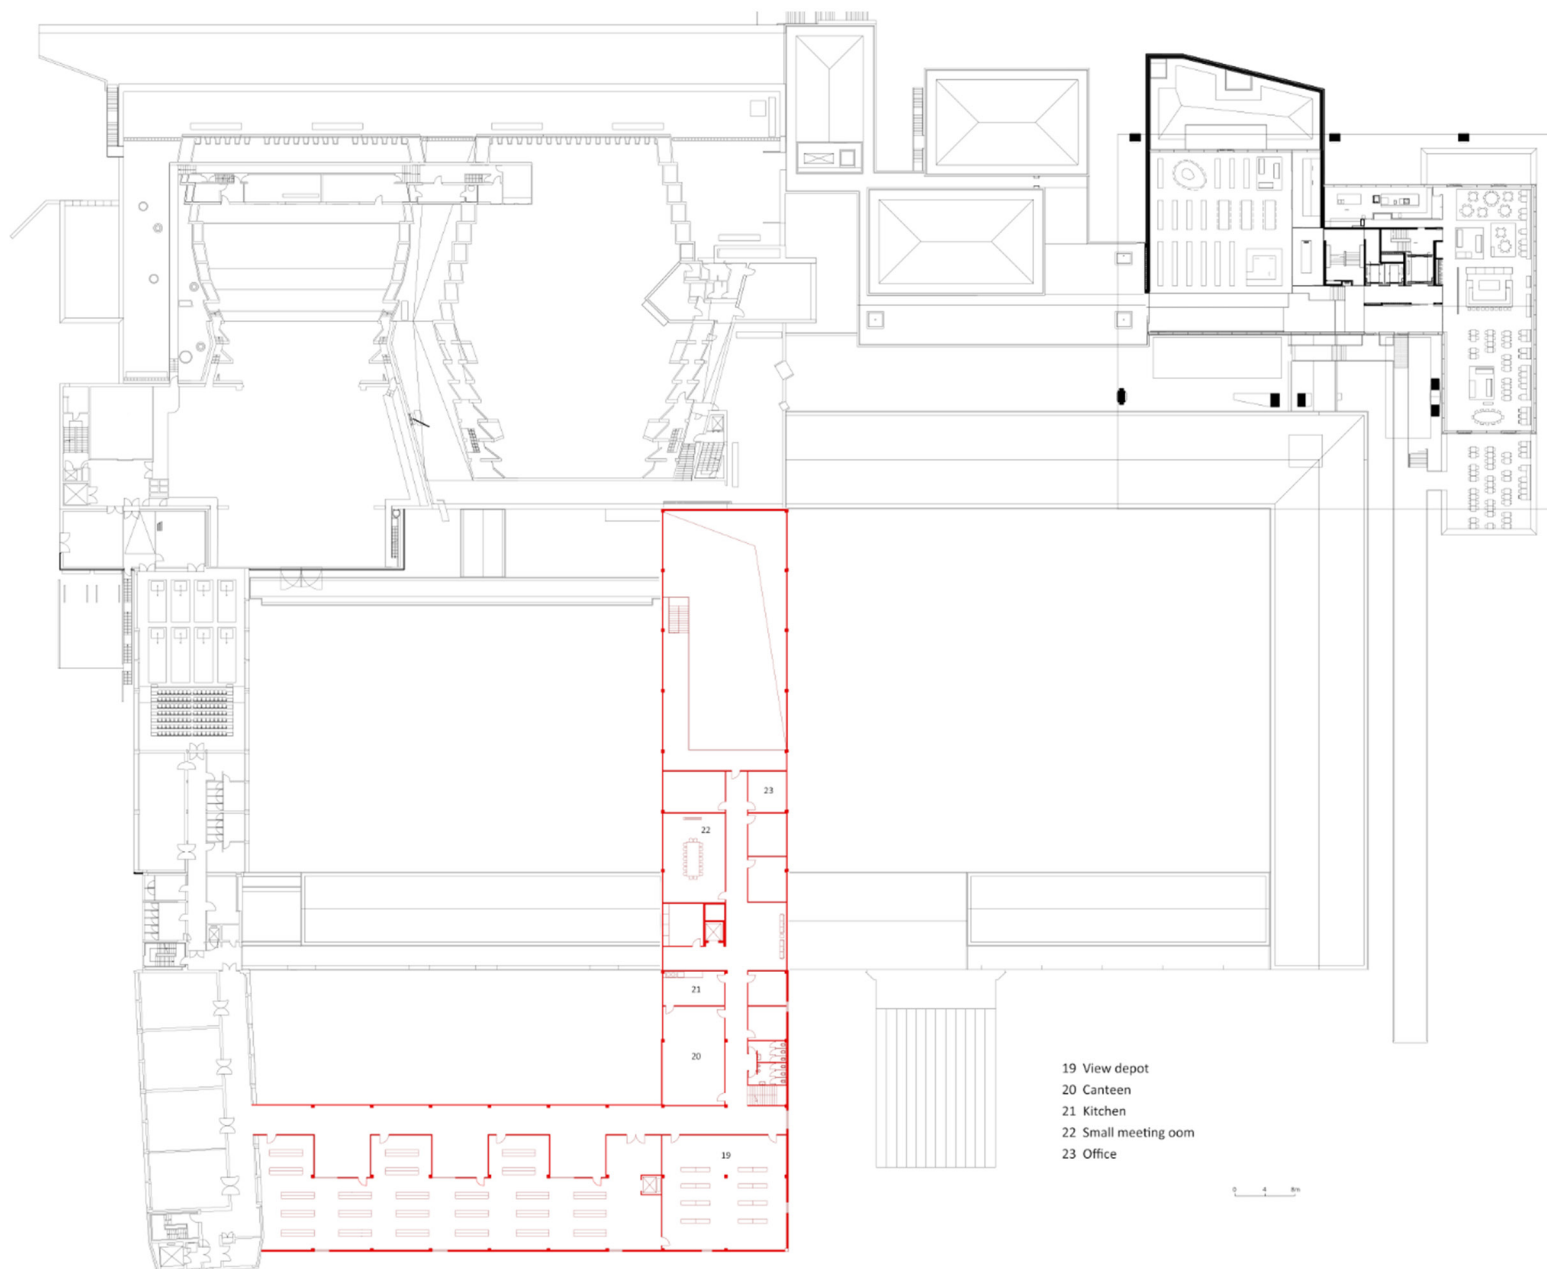 23
22
21
20
19
19 View depot
20 Canteen
21 Kitchen
22 Small meeting oom
23 Office
0 4 8m